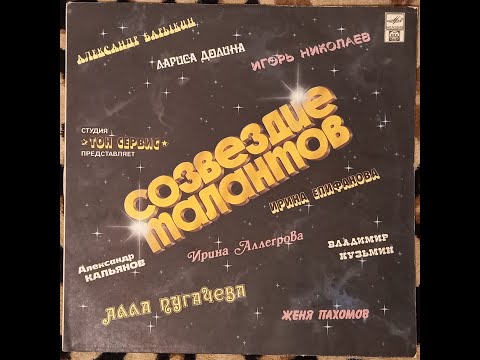 АЛЕКСАНДР БАРЫКИН
ЛАРИСА ДОЛИНА
ИГОРЬ НИКОЛАЕВ
СТУДИЯ
★ТОН СЕРВИС★
ПРЕДСТАВЛЯЕТ
СОЗВЕЗДИЕ
ТАЛАНТОВ
ИРИНА ЕПИФАНОВА
Александр
КАЛЬЯНОВ
Ирина Аллегрова
ВЛАДИМИР
КУЗЬМИН
АЛЛА ПУГАЧЕВА
ЖЕНЯ ПАХОМОВ